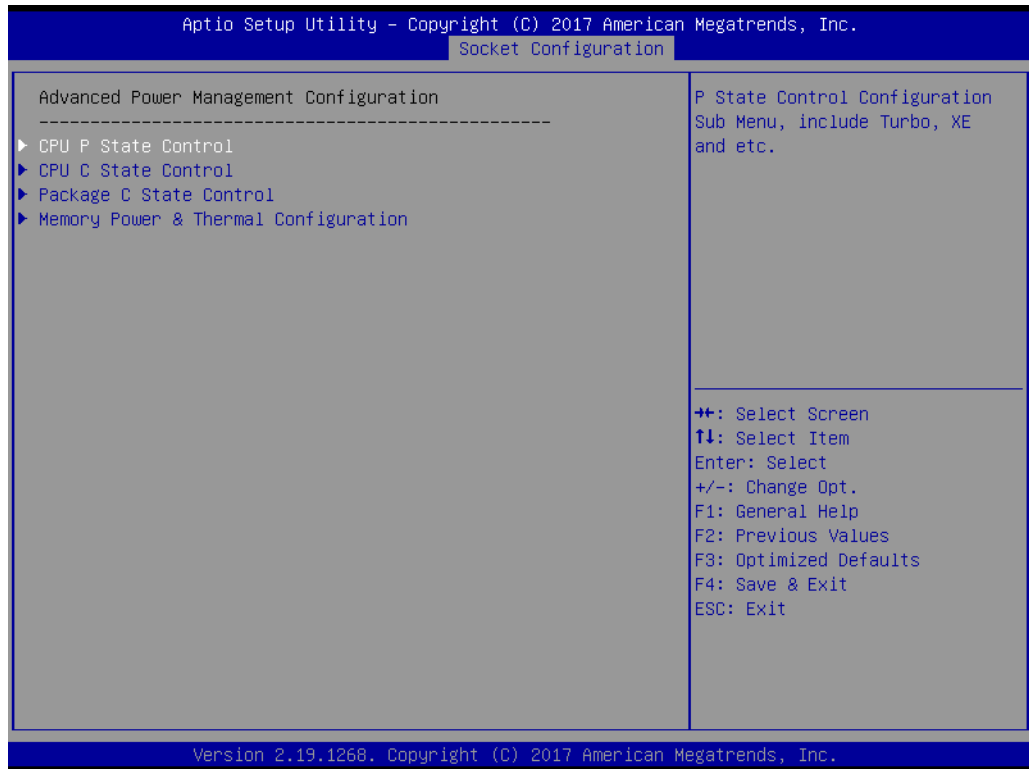 Aptio Setup Utility – Copyright (C) 2017 American Megatrends, Inc.
Socket Configuration
Advanced Power Management Configuration
--------------------------------------------------
▶ CPU P State Control
▶ CPU C State Control
▶ Package C State Control
▶ Memory Power & Thermal Configuration
P State Control Configuration
Sub Menu, include Turbo, XE
and etc.
→←: Select Screen
↑↓: Select Item
Enter: Select
+/-: Change Opt.
F1: General Help
F2: Previous Values
F3: Optimized Defaults
F4: Save & Exit
ESC: Exit
Version 2.19.1268. Copyright (C) 2017 American Megatrends, Inc.